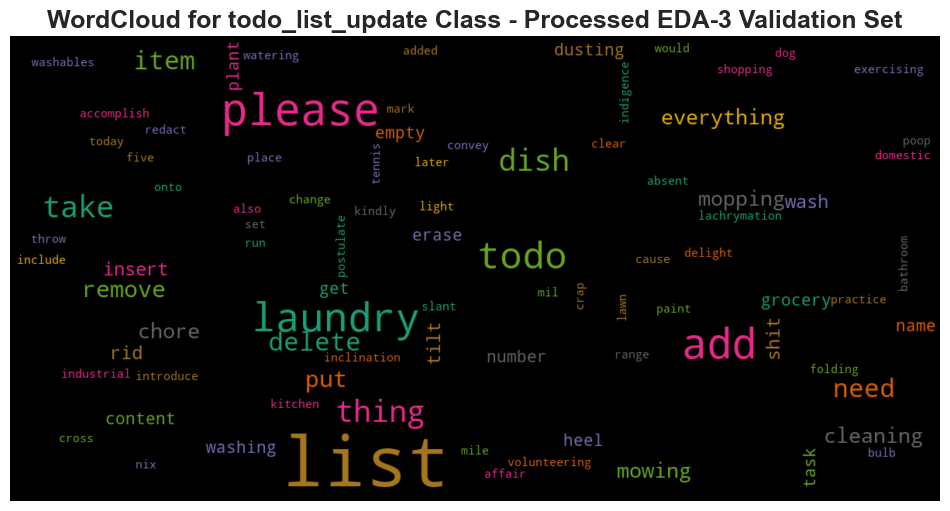 WordCloud for todo_list_update Class - Processed EDA-3 Validation Set
washables
item
plant
watering
added
dusting
would
dog
shopping
exercising
accomplish
please
mark
indigence
everything
today
redact
empty
five
place
tennis
convey
later
dish
clear
poop
domestic
onto
absent
take
also
change
kindly
light
mopping
wash
lachrymation
set
throw
run
postulate
erase
todo
include
insert
cause
delight
bathroom
remove
get
slant
mil
crap
lawn
paint
grocery
practice
chore
laundry
delete
tilt
number
range
add
shit
name
rid
inclination
industrial
introduce
put
folding
need
kitchen
thing
content
cross
washing
list
heel
mile
cleaning
nix
volunteering
affair
mowing
task
bulb